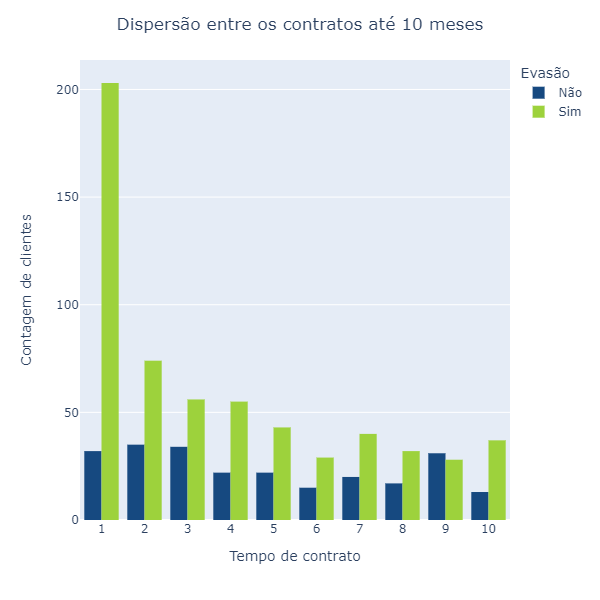 Dispersão entre os contratos até 10 meses
Evasão
Não
Sim
Contagem de clientes
200
150
100
50
0
1 2 3 4 5 6 7 8 9 10
Tempo de contrato